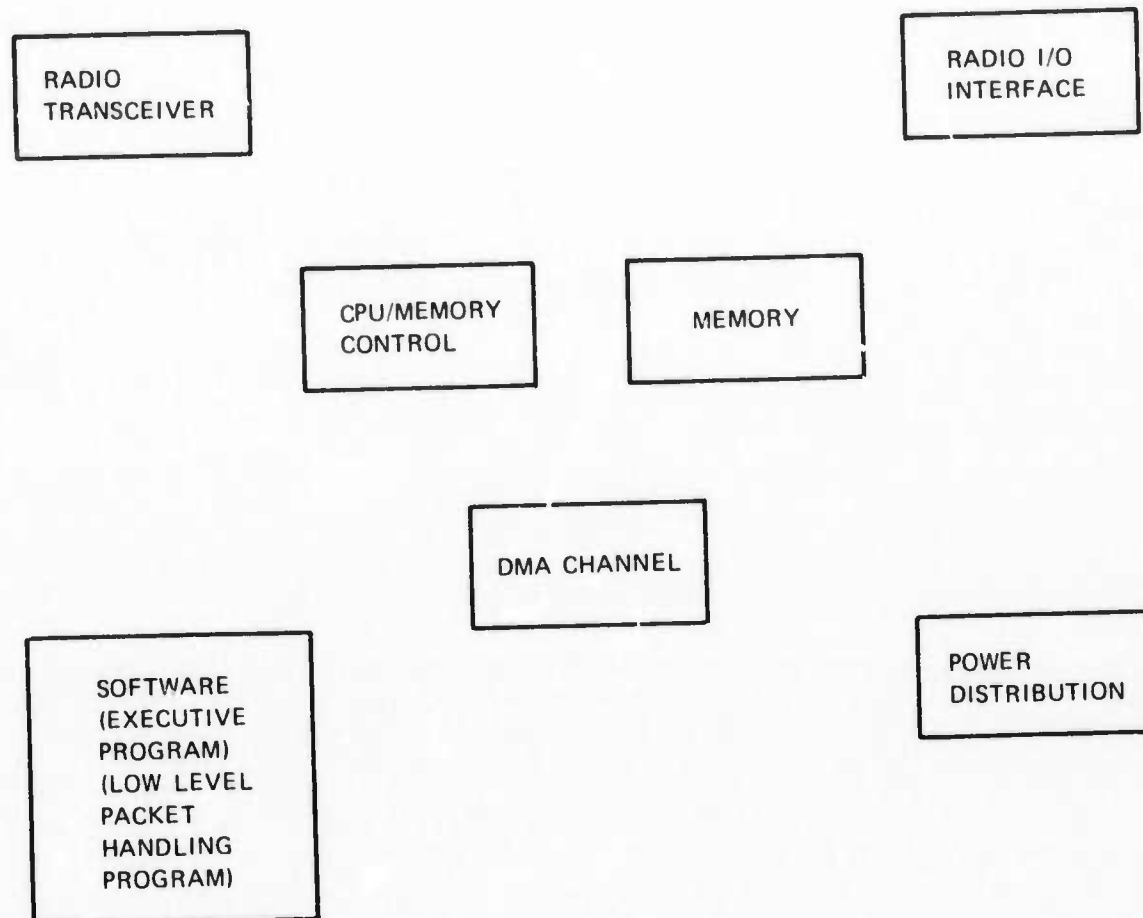 RADIO
TRANSCEIVER
RADIO I/O
INTERFACE
CPU/MEMORY
CONTROL
MEMORY
DMA CHANNEL
SOFTWARE
(EXECUTIVE
PROGRAM)
(LOW LEVEL
PACKET
HANDLING
PROGRAM)
POWER
DISTRIBUTION